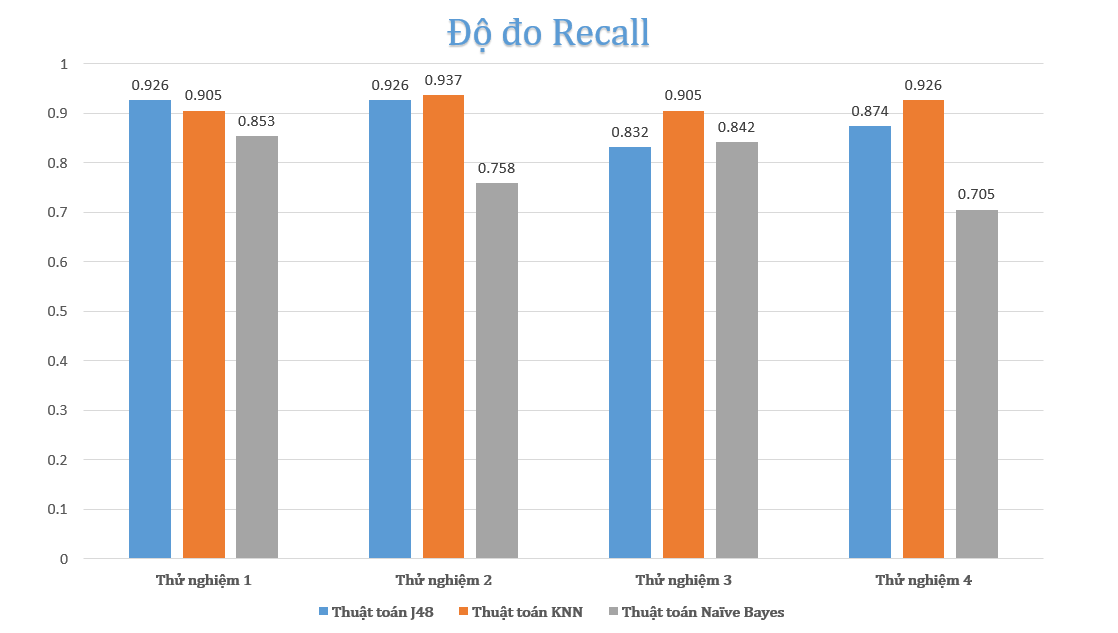 Độ đo Recall
1
0.9
0.8
0.7
0.6
0.5
0.4
0.3
0.2
0.1
0
0.926
0.905
0.853
0.926
0.937
0.758
0.832
0.905
0.842
0.874
0.926
0.705
Thử nghiệm 1
Thử nghiệm 2
Thử nghiệm 3
Thử nghiệm 4
Thuật toán J48
Thuật toán KNN
Thuật toán Naïve Bayes